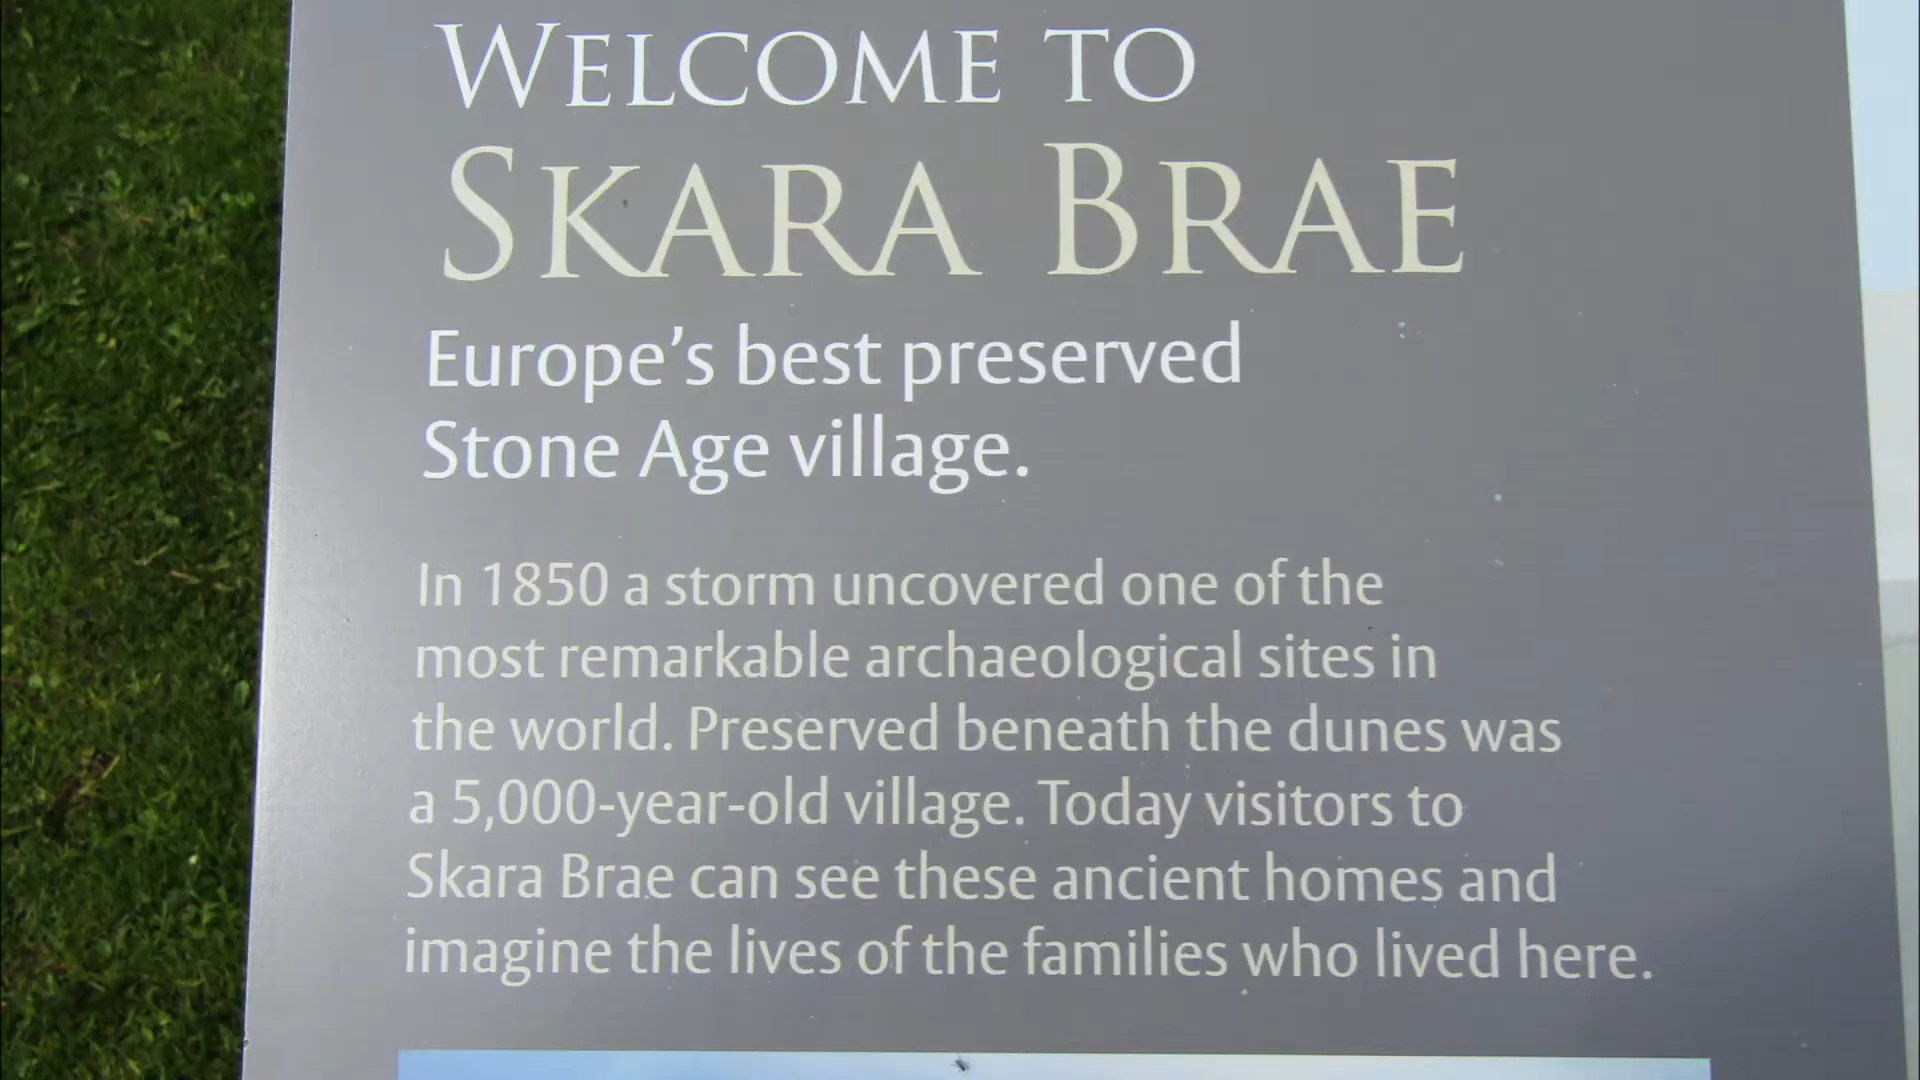 WELCOME TO
SKARA BRAE
Europe's best preserved
Stone Age village.
In 1850 a storm uncovered one of the
most remarkable archaeological sites in
the world. Preserved beneath the dunes was
a 5,000-year-old village. Today visitors to
Skara Brae can see these ancient homes and
imagine the lives of the families who lived here.